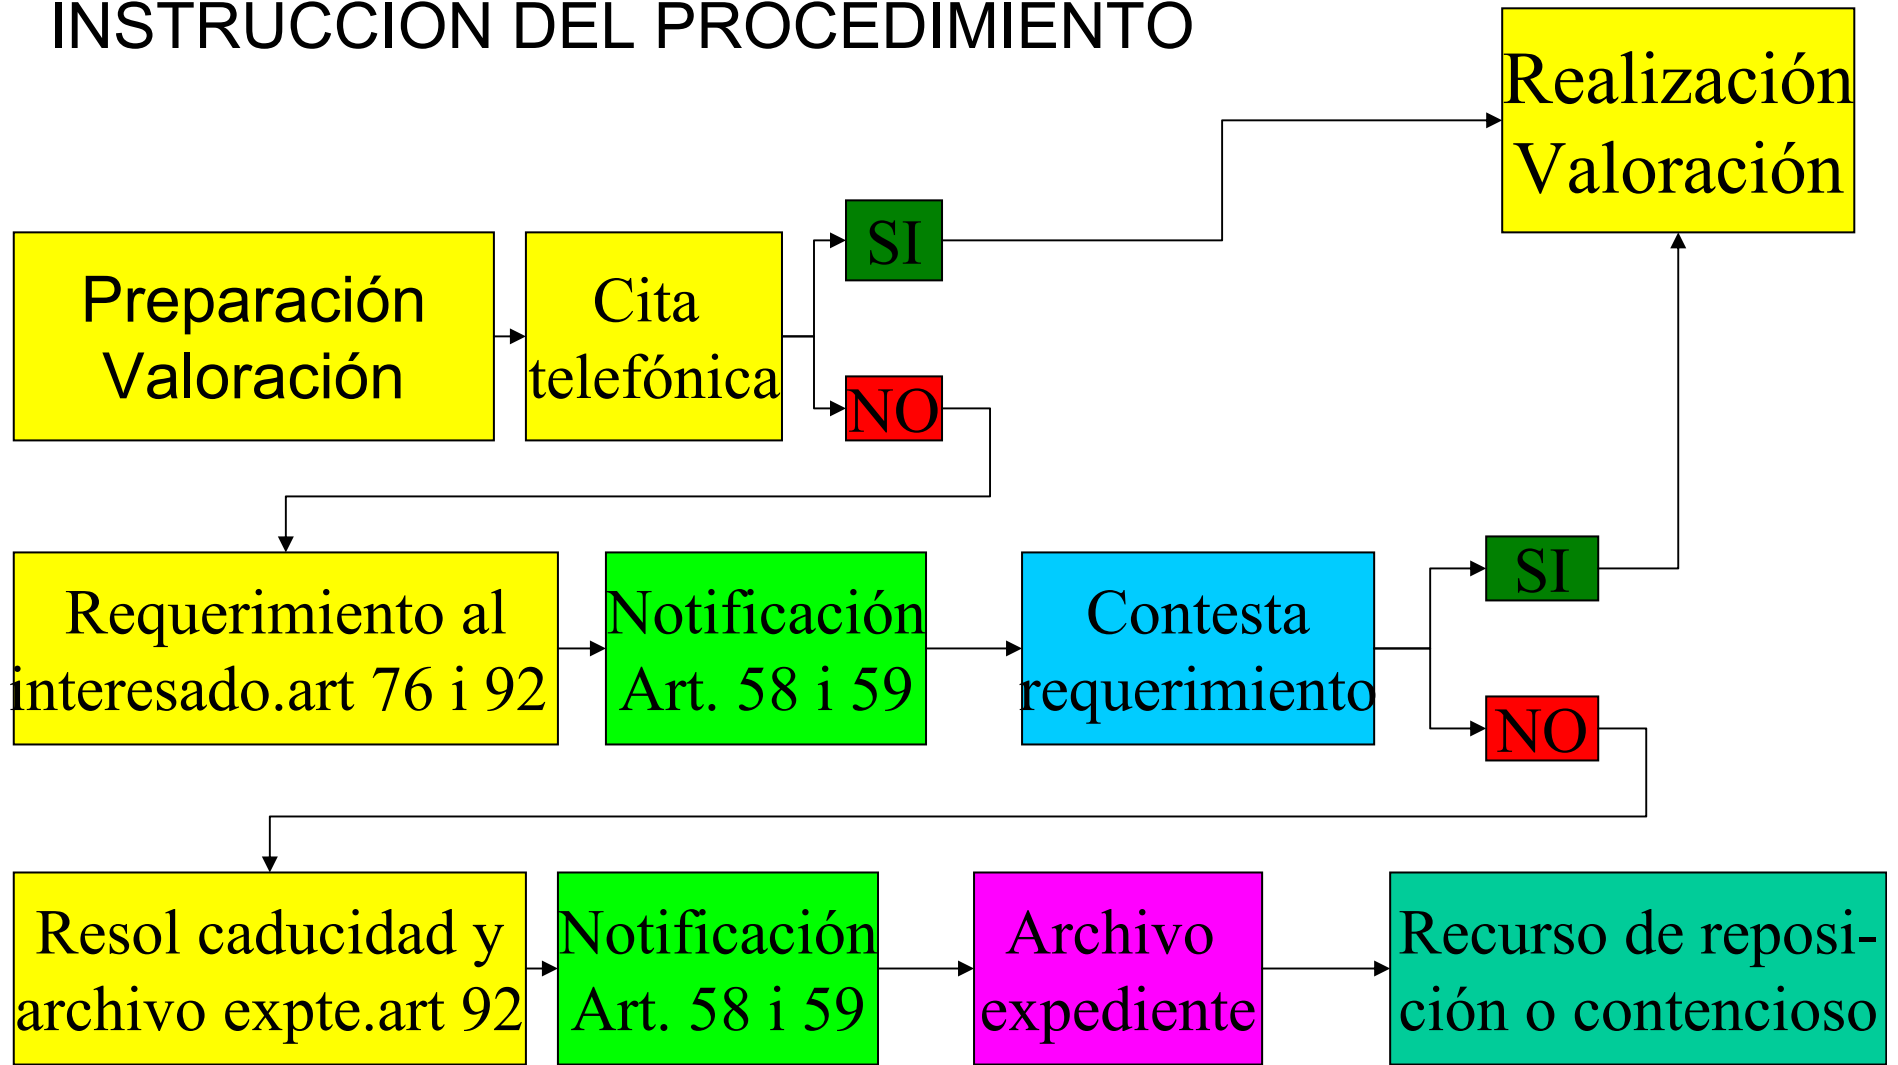 INSTRUCCION DEL PROCEDIMIENTO
Realización
Valoración
Preparación
Valoración
Cita
telefónica
SI
NO
Requerimiento al
interesado.art 76 i 92
Notificación
Art. 58 i 59
Contesta
requerimiento
SI
NO
Resol caducidad y
archivo expte.art 92
Notificación
Art. 58 i 59
Archivo
expediente
Recurso de reposi-
ción o contencioso